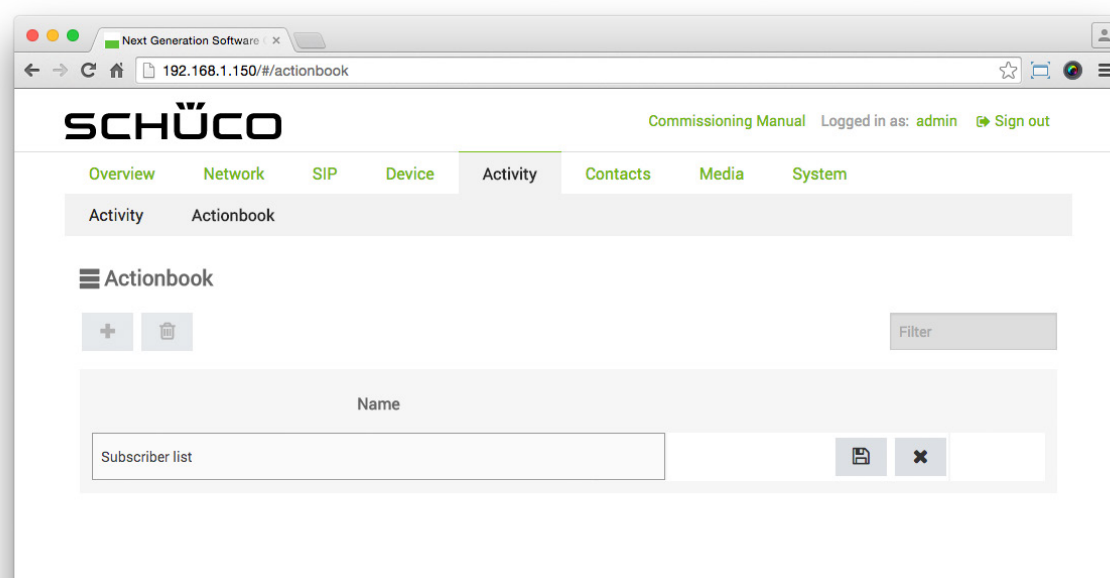 Next Generation Software
192.168.1.150/#/actionbook
SCHÜCO
Commissioning Manual Logged in as: admin Sign out
Overview Network SIP Device Activity Contacts Media System
Activity Actionbook
Actionbook
Filter
Name
Subscriber list